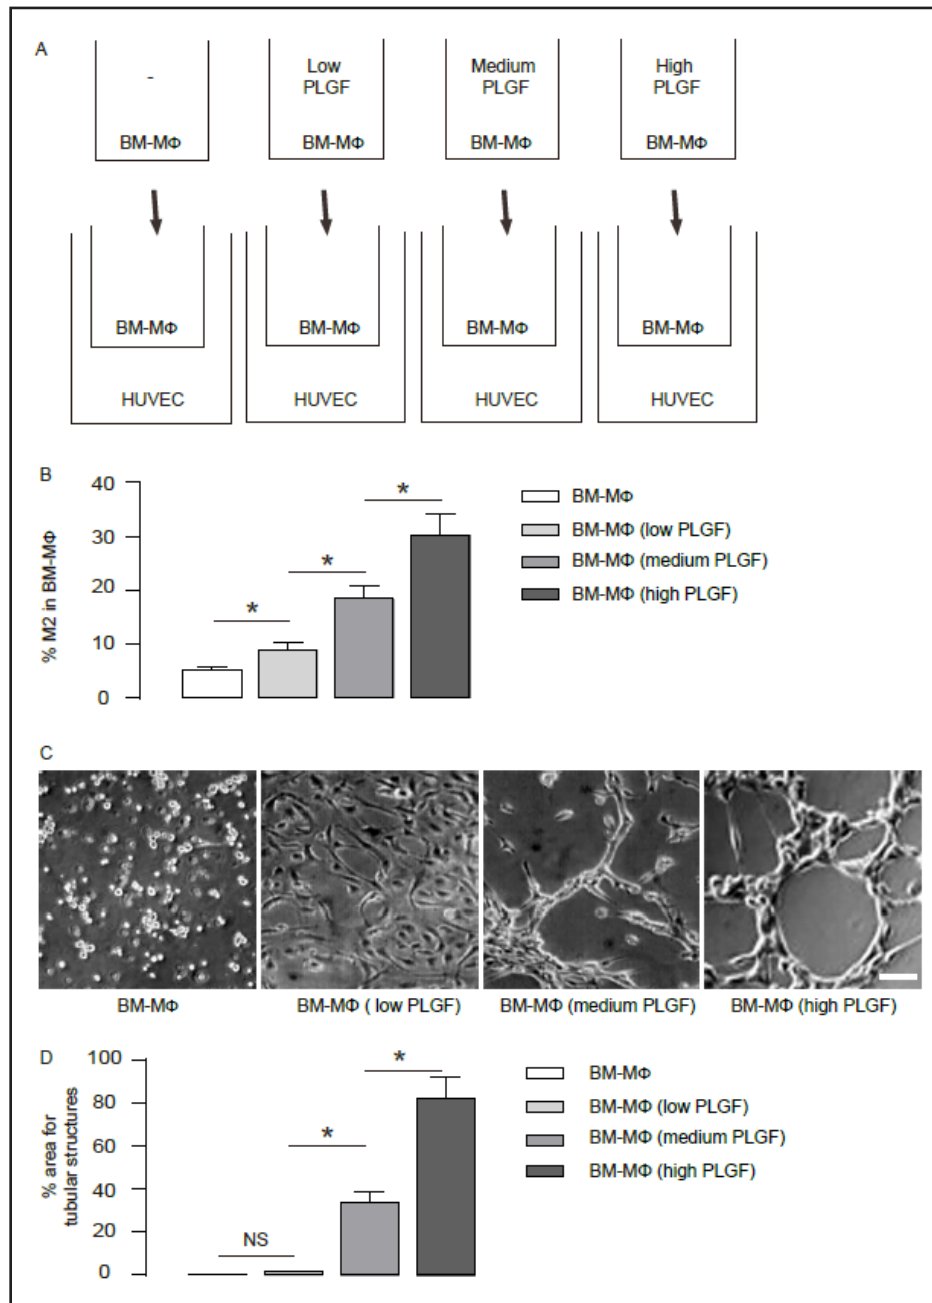 A
-
Low
PLGF
Medium
PLGF
High
PLGF
BM-MΦ
BM-MΦ
BM-MΦ
BM-MΦ
BM-MΦ
BM-MΦ
BM-MΦ
BM-MΦ
HUVEC
HUVEC
HUVEC
HUVEC
B
% M2 in BM-MΦ
40
30
20
10
0
*
*
*
BM-MΦ
BM-MΦ (low PLGF)
BM-MΦ (medium PLGF)
BM-MΦ (high PLGF)
C
BM-MΦ
BM-MΦ ( low PLGF)
BM-MΦ (medium PLGF)
BM-MΦ (high PLGF)
D
% area for
tubular structures
100
80
60
40
20
0
NS
*
*
BM-MΦ
BM-MΦ (low PLGF)
BM-MΦ (medium PLGF)
BM-MΦ (high PLGF)